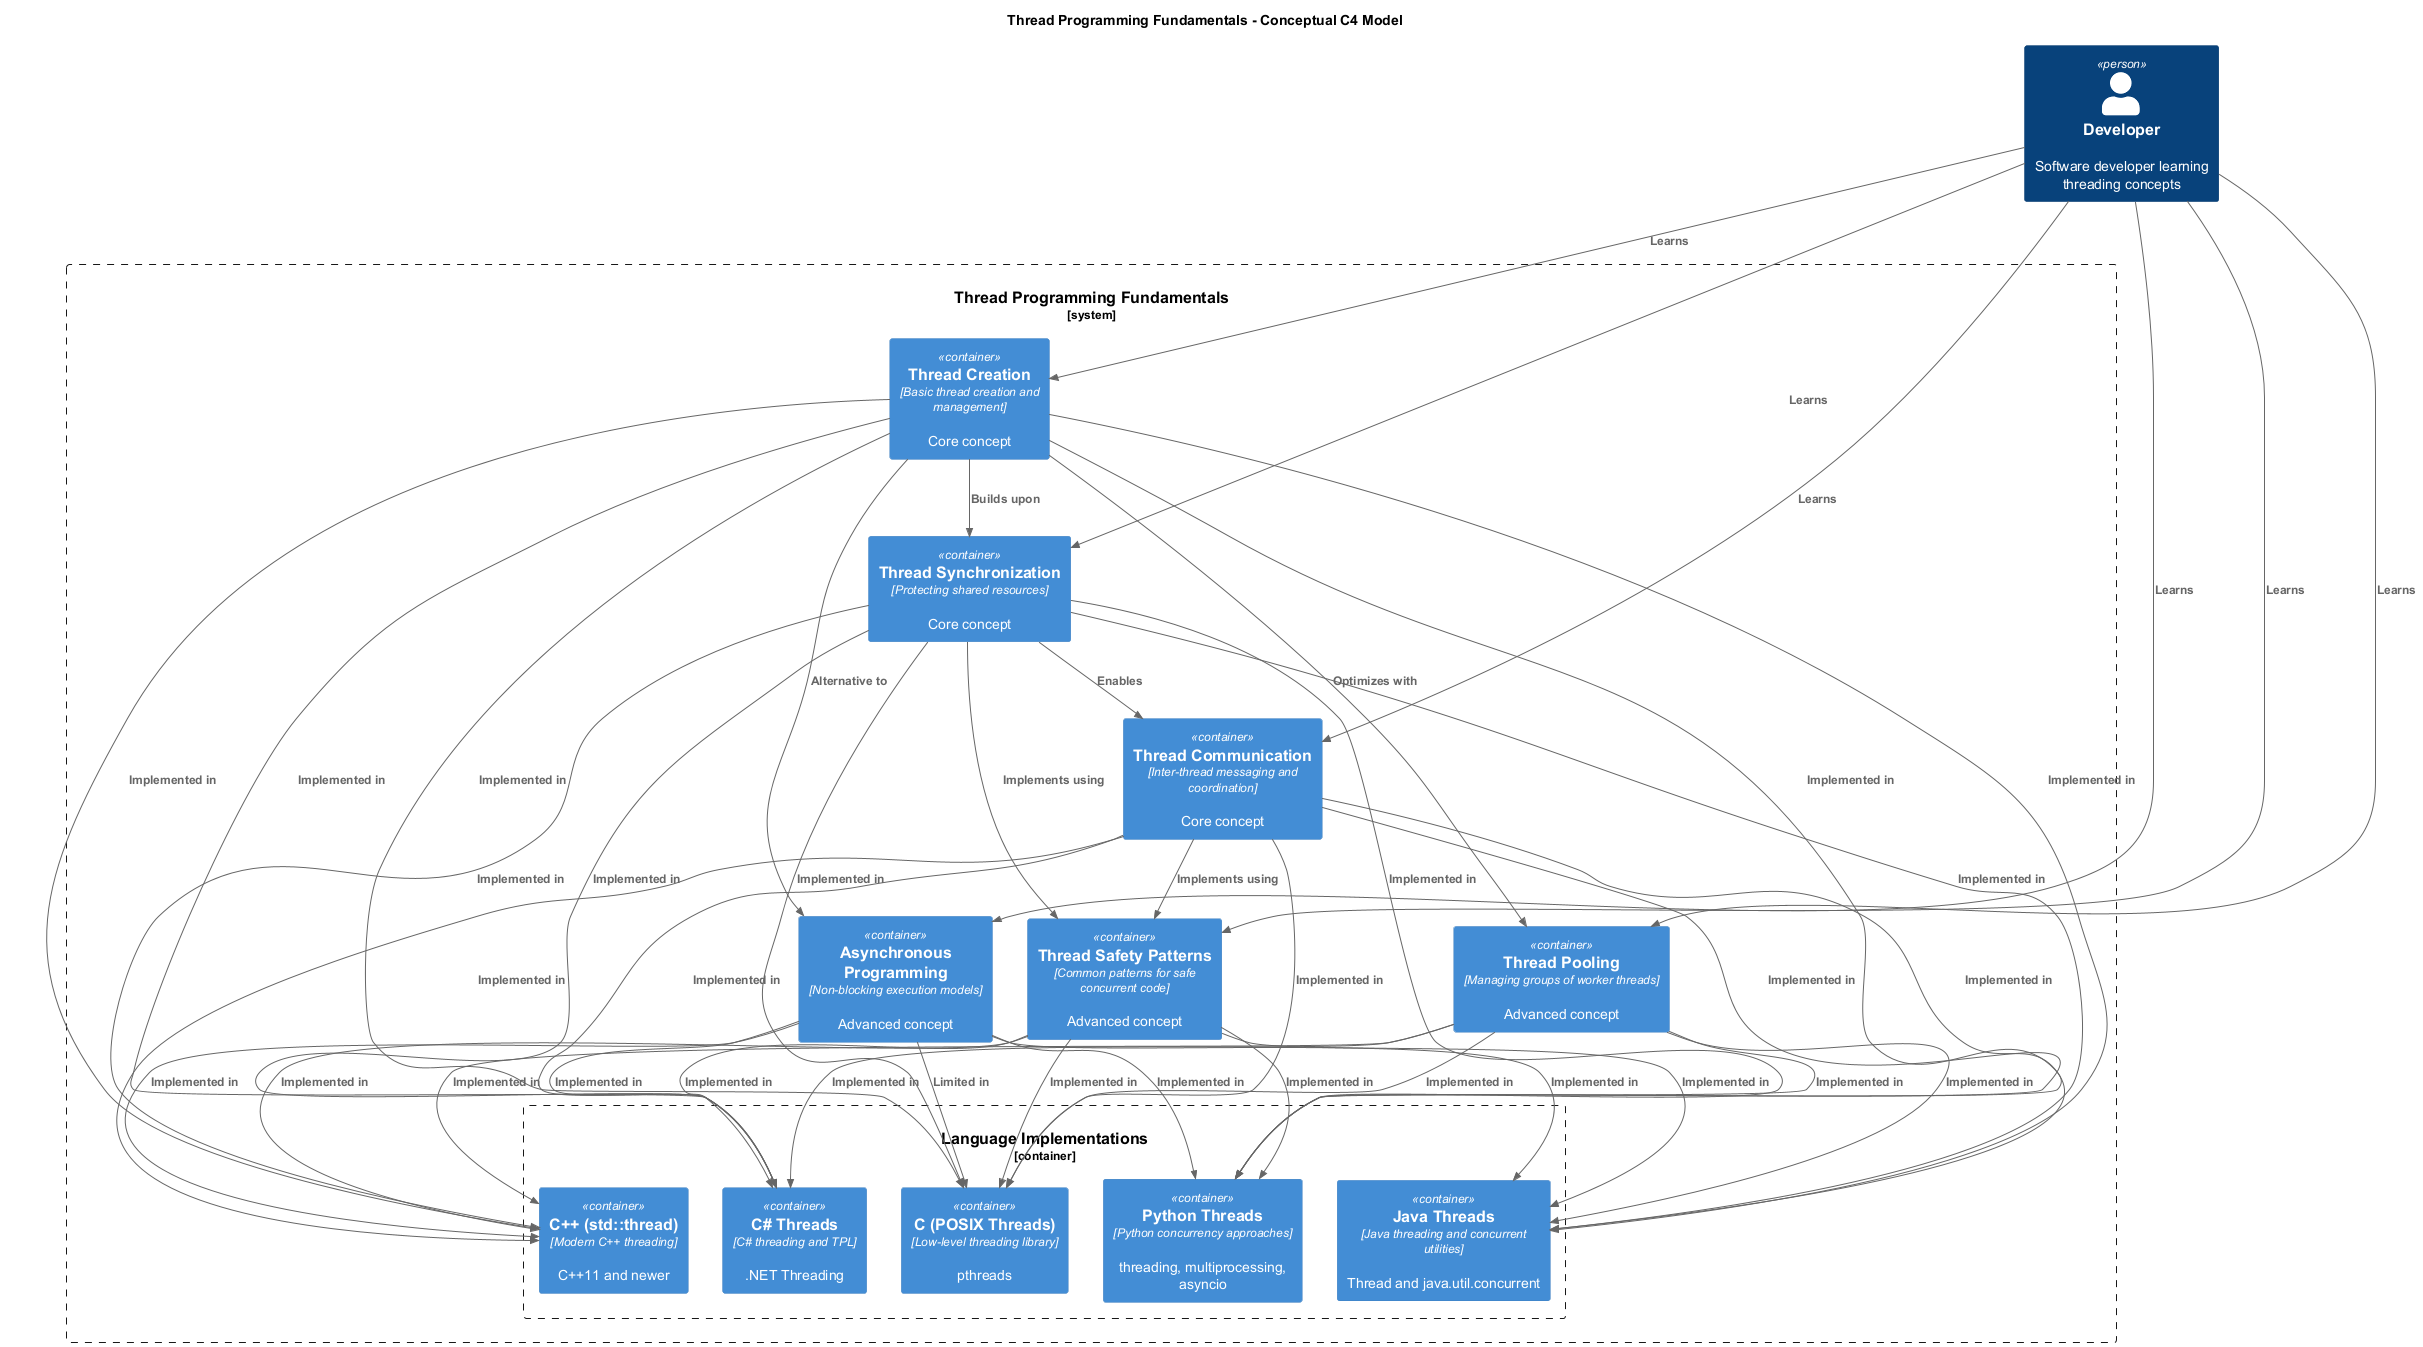 Thread Programming Fundamentals - Conceptual C4 Model
«person»
Developer
Software developer learning
threading concepts
Learns
Thread Programming Fundamentals
[system]
«container»
Thread Creation
[Basic thread creation and
management]
Core concept
Learns
Builds upon
Learns
«container»
Thread Synchronization
[Protecting shared resources]
Core concept
Learns
Learns
Learns
Alternative to
Enables
Optimizes with
«container»
Thread Communication
[Inter-thread messaging and
coordination]
Core concept
Implemented in
Implemented in
Implemented in
Implements using
Implemented in
Implemented in
Implemented in
Implemented in
Implemented in
Implements using
Implemented in
Implemented in
«container»
Asynchronous
Programming
[Non-blocking execution models]
Advanced concept
«container»
Thread Safety Patterns
[Common patterns for safe
concurrent code]
Advanced concept
«container»
Thread Pooling
[Managing groups of worker threads]
Advanced concept
Implemented in
Implemented in
Implemented in
Implemented in
Implemented in
Implemented in
Implemented in
Implemented in
Implemented in
Implemented in
Implemented in
Limited in
Implemented in
Implemented in
Implemented in
Implemented in
Implemented in
Implemented in
Implemented in
Implemented in
Language Implementations
[container]
«container»
C++ (std::thread)
[Modern C++ threading]
C++11 and newer
«container»
C# Threads
[C# threading and TPL]
.NET Threading
«container»
C (POSIX Threads)
[Low-level threading library]
pthreads
«container»
Python Threads
[Python concurrency approaches]
threading, multiprocessing,
asyncio
«container»
Java Threads
[Java threading and concurrent
utilities]
Thread and java.util.concurrent